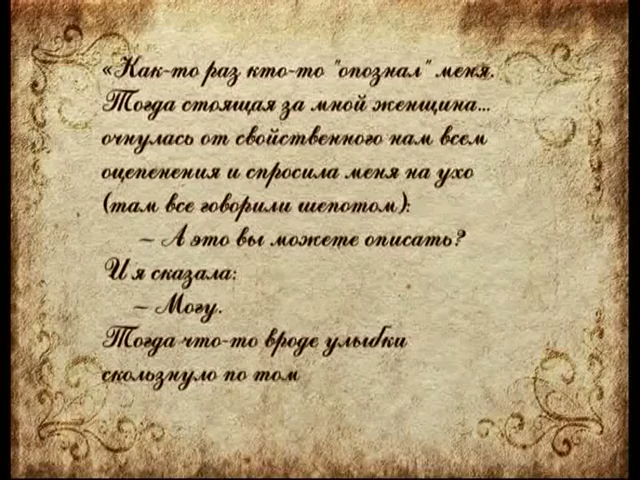 «Как-то раз кто-то "опознал" меня.
Тогда стоящая за мной женщина...
очнулась от свойственного нам всем
оцепенения и спросила меня на ухо
(там все говорили шепотом):
– А это вы можете описать?
И я сказала:
– Могу.
Тогда что-то вроде улыбки
скользнуло по том